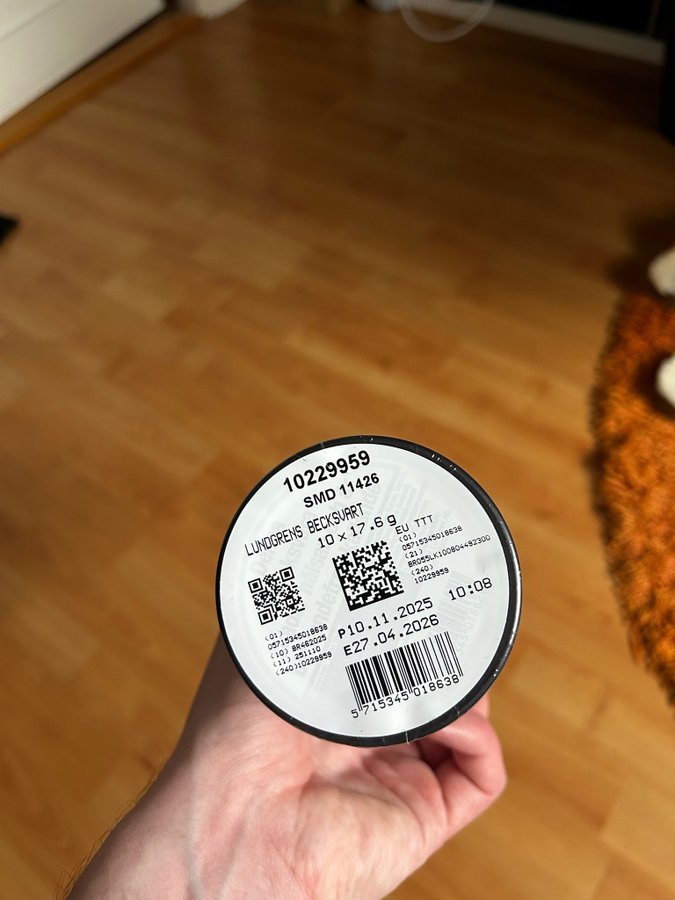 10229959
SMD 11426
LUNDGRENS BECKSVART
10 x 17.6 g
EU TTT
(01)
05715345018638
(21)
BR055LK100804492300
(240)
10229959
(01)
05715345018638
(10) BR462025
(11) 251110
(240)10229959
P10.11.2025 10:08
E27.04.2026
5 715345 018638